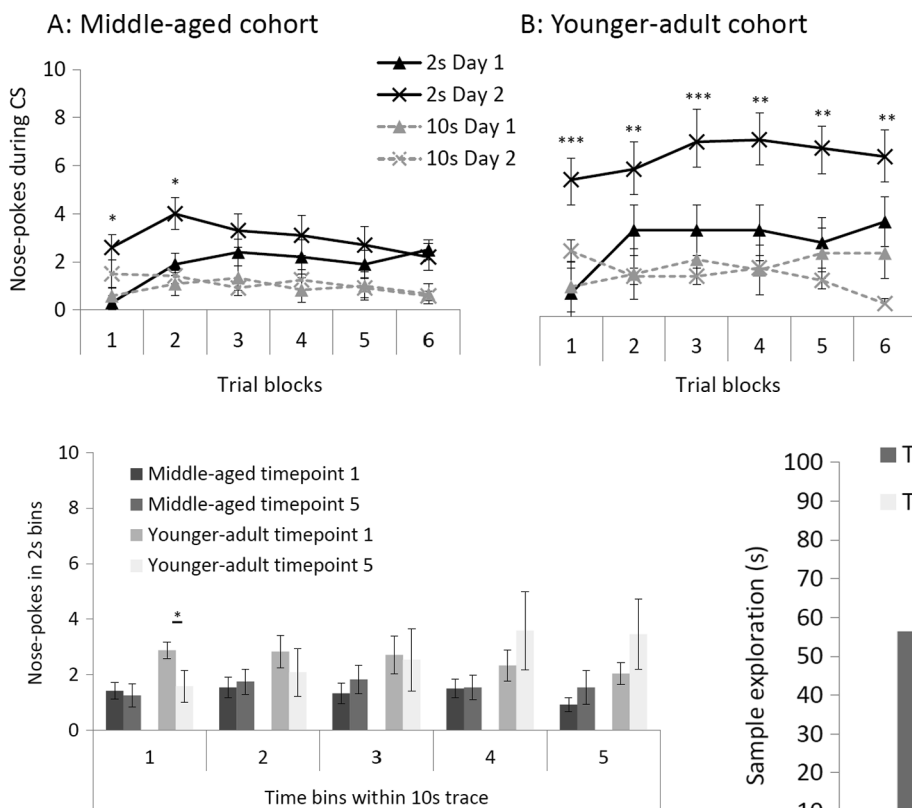 A: Middle-aged cohort
B: Younger-adult cohort
2s Day 1
2s Day 2
10s Day 1
10s Day 2
Nose-pokes during CS
10
8
6
4
2
0
* *
*** ** *** ** ** **
1 2 3 4 5 6
Trial blocks
1 2 3 4 5 6
Trial blocks
Nose-pokes in 2s bins
10
8
6
4
2
0
Middle-aged timepoint 1
Middle-aged timepoint 5
Younger-adult timepoint 1
Younger-adult timepoint 5
*
1 2 3 4 5
Time bins within 10s trace
Sample exploration (s)
100
90
80
70
60
50
40
30
20
10
T
T